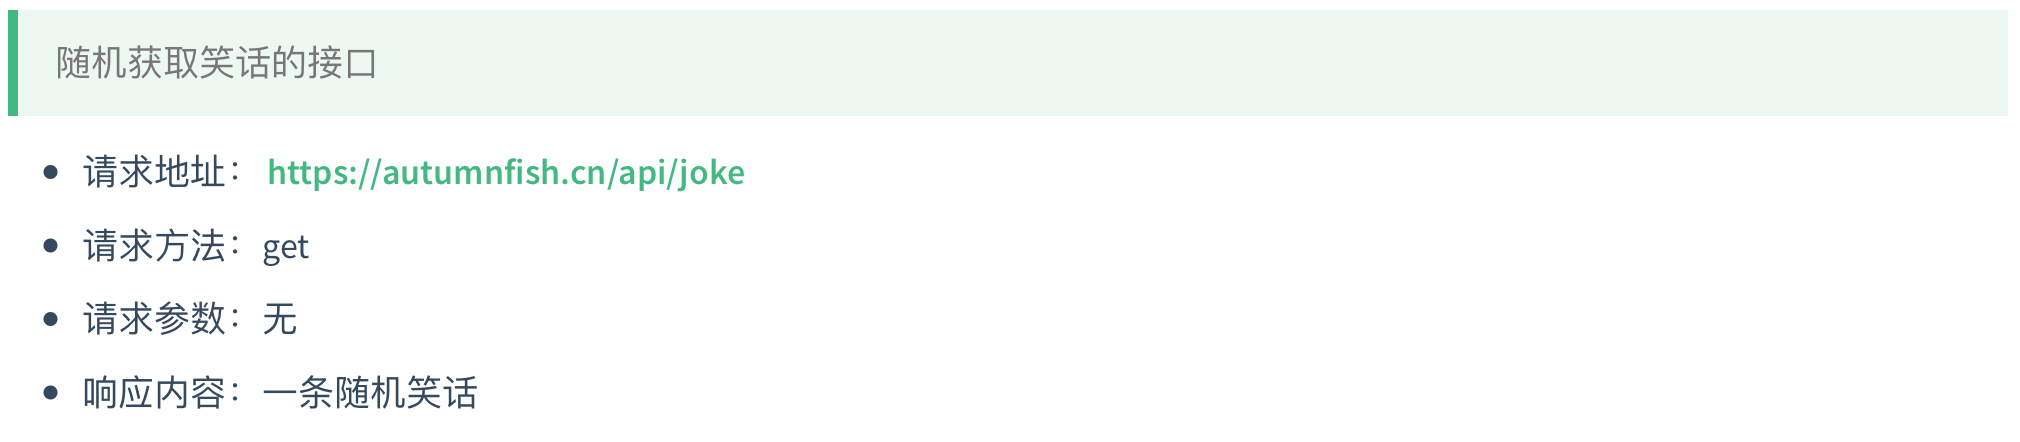 随机获取笑话的接口
请求地址：https://autumnfish.cn/api/joke
请求方法：get
请求参数：无
响应内容：一条随机笑话